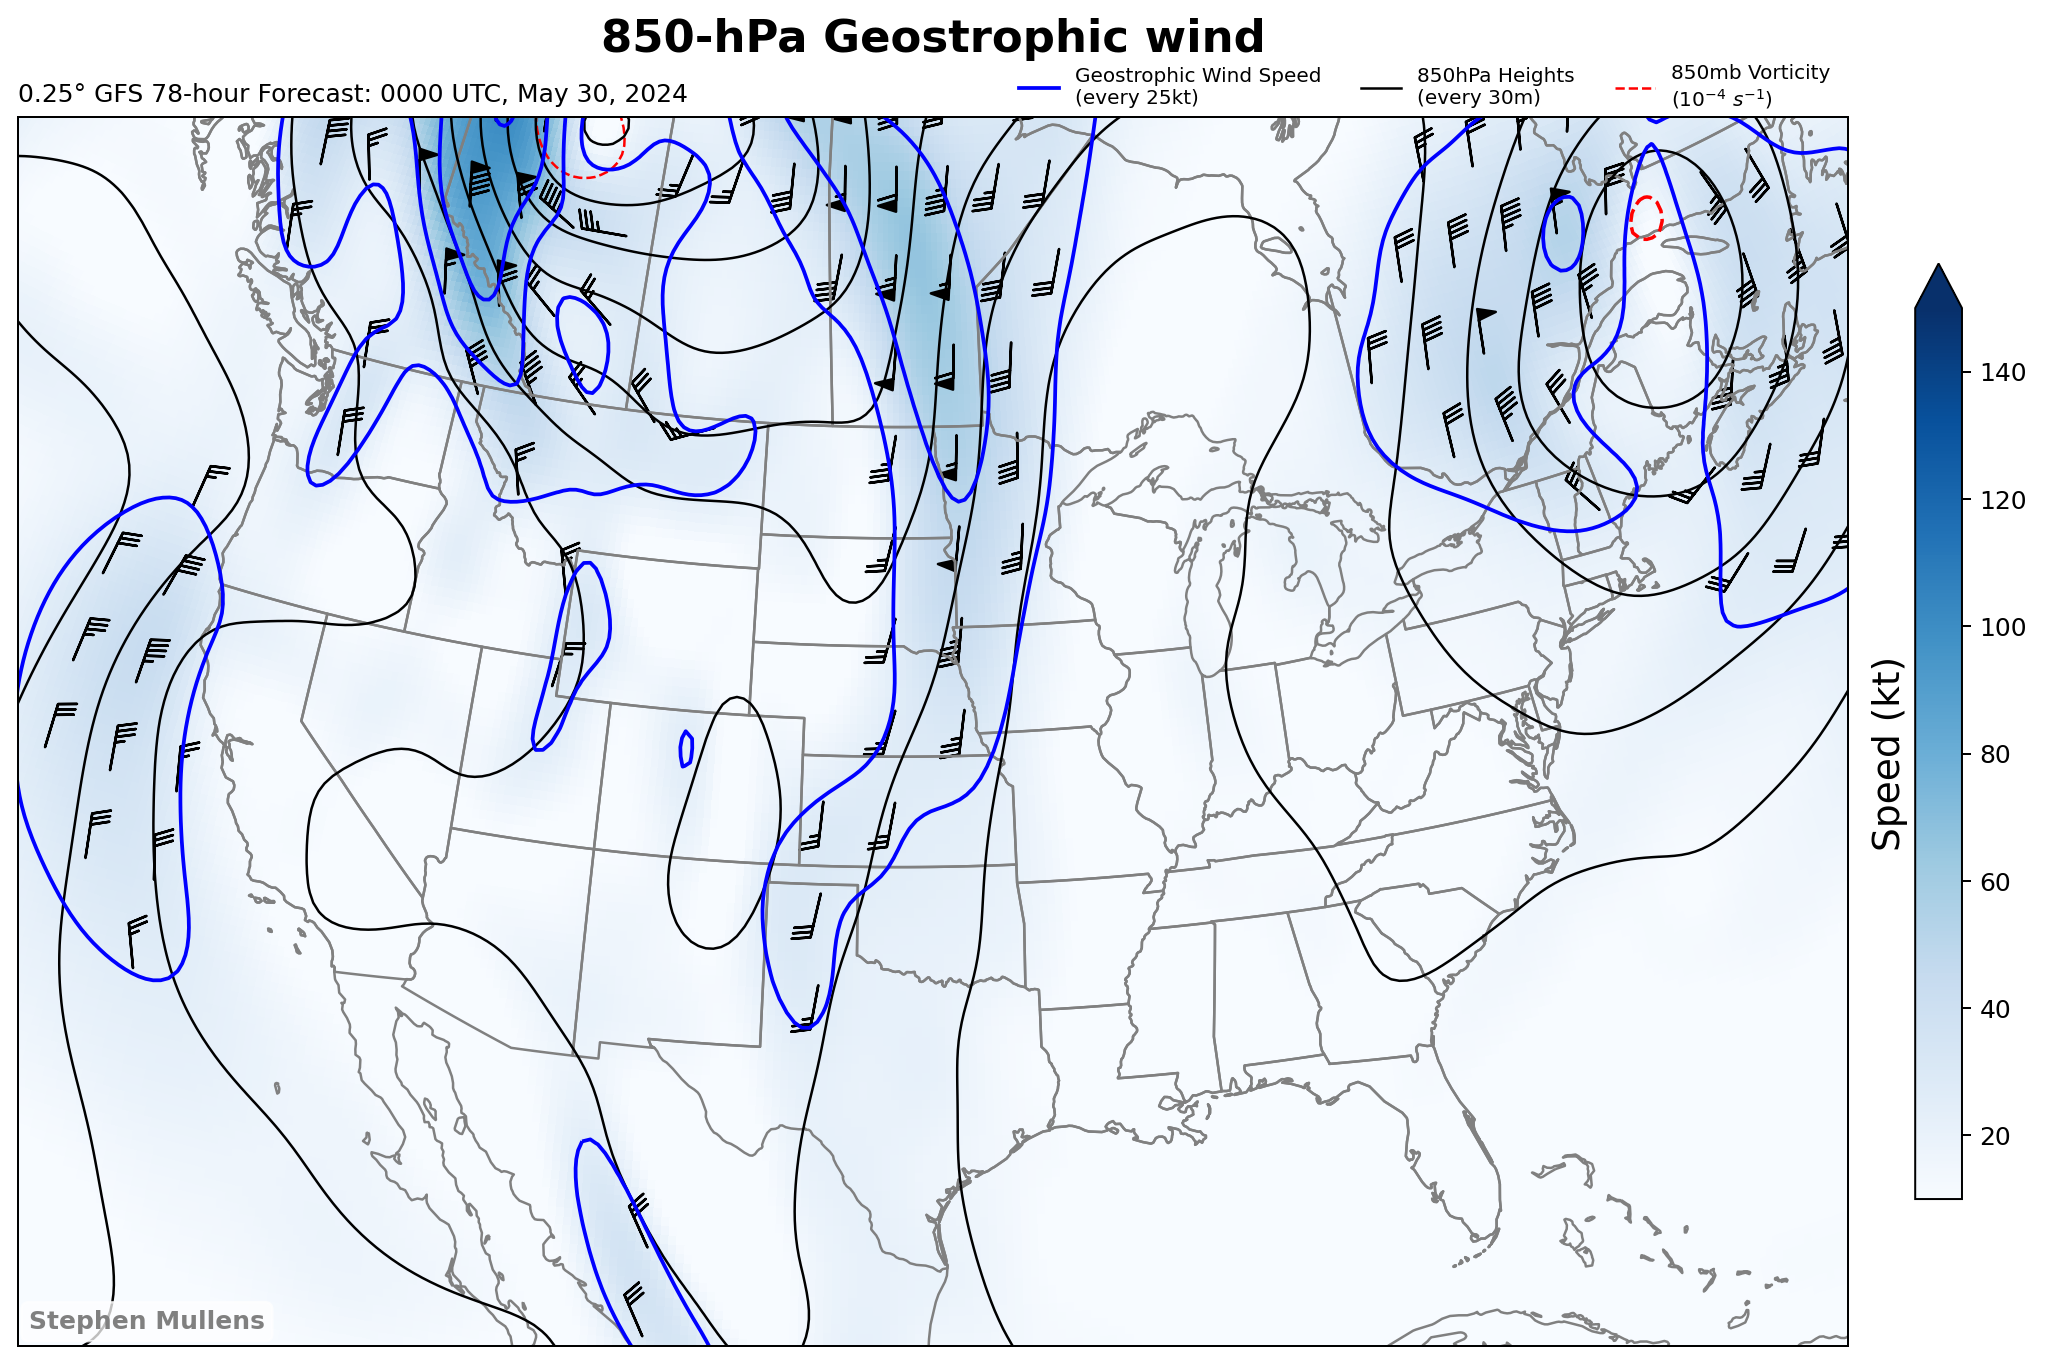 850-hPa Geostrophic wind
0.25° GFS 78-hour Forecast: 0000 UTC, May 30, 2024
Geostrophic Wind Speed
(every 25kt)
850hPa Heights
(every 30m)
850mb Vorticity
(10⁻⁴ s⁻¹)
140
120
100
80
60
40
20
Speed (kt)
Stephen Mullens